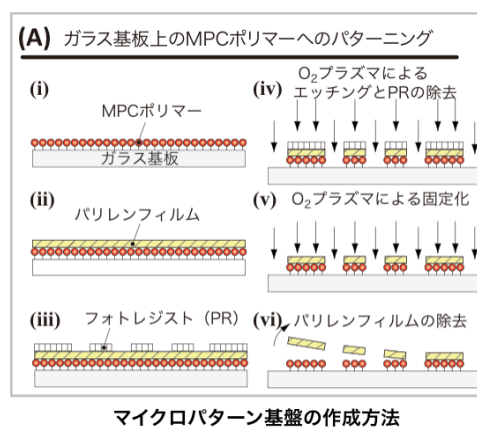 (A) ガラス基板上のMPCポリマーへのパターニング
(i)
MPCポリマー
ガラス基板
(ii)
パリレンフィルム
(iii)
フォトレジスト（PR）
(iv)
O₂プラズマによる
エッチングとPRの除去
(v) O₂プラズマによる固定化
(vi)
パリレンフィルムの除去
マイクロパターン基盤の作成方法